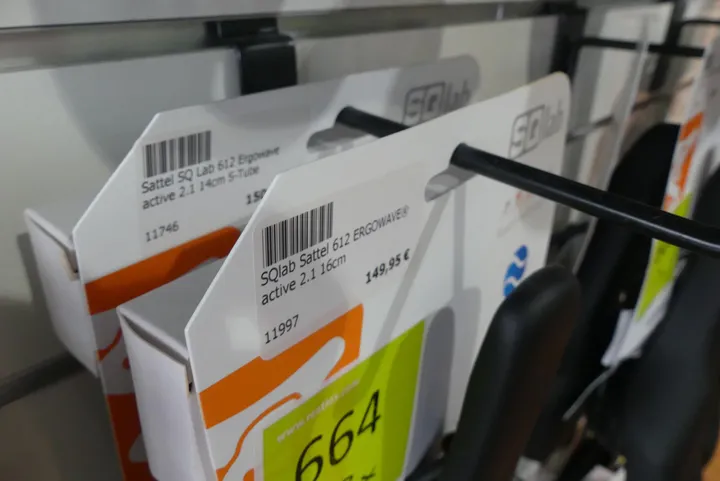 SQlab
Sattel SQ Lab 612 Ergowave
active 2.1 14cm S-Tube
150
11746
SQlab
SQlab Sattel 612 ERGOWAVE®
active 2.1 16cm
149,95 €
11997
664